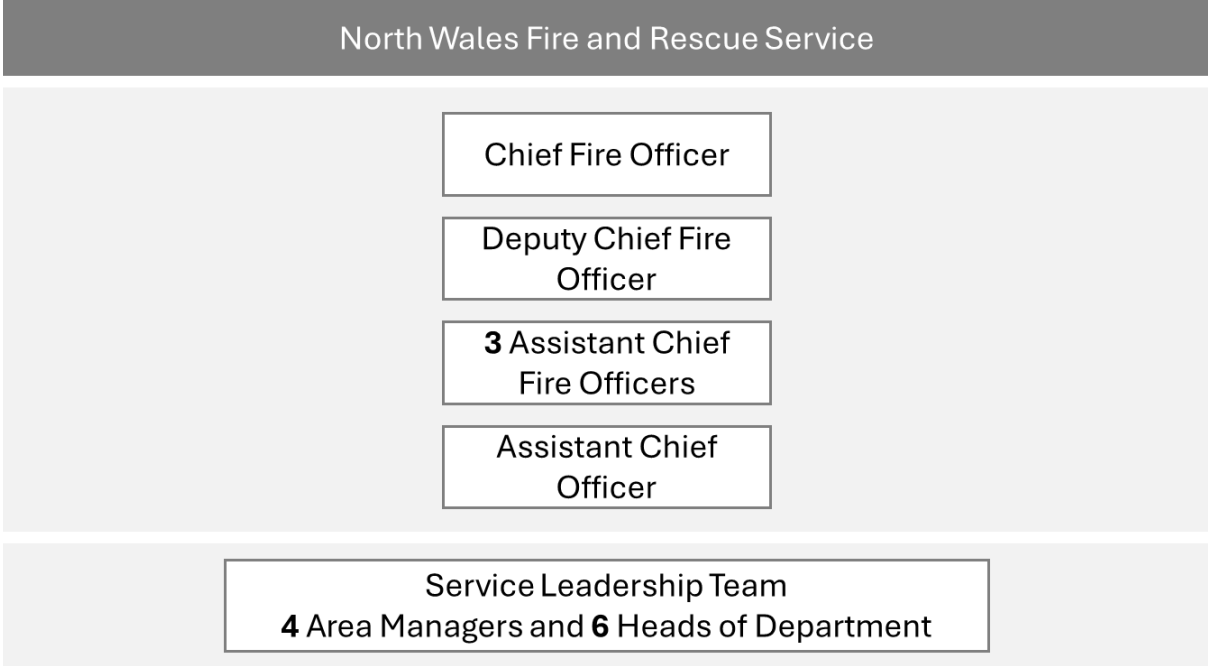 North Wales Fire and Rescue Service
Chief Fire Officer
Deputy Chief Fire
Officer
3 Assistant Chief
Fire Officers
Assistant Chief
Officer
Service Leadership Team
4 Area Managers and 6 Heads of Department